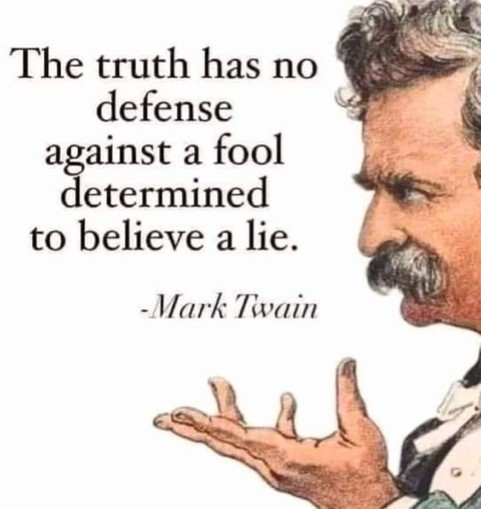 The truth has no
defense
against a fool
determined
to believe a lie.
-Mark Twain